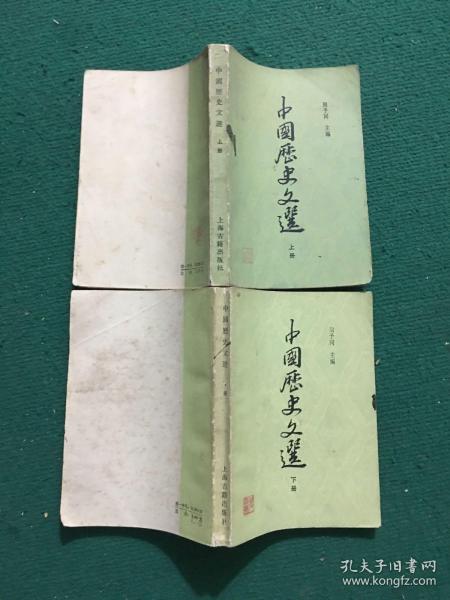 中國歷史文選 上册
上海古籍出版社
周予同 主编
中國歷史文選
上册
中國歷史文選 下册
上海古籍出版社
周予同 主编
中國歷史文選
下册
孔夫子旧书网
www.kongfz.com